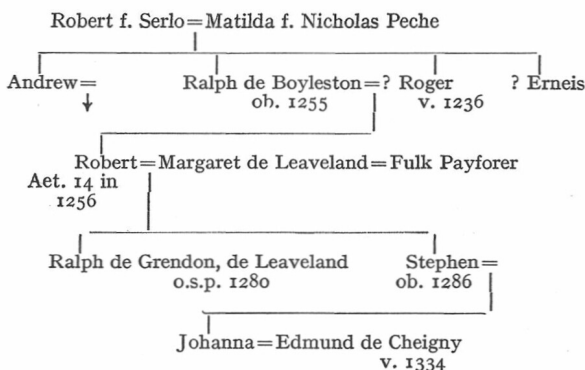 Robert f. Serlo=Matilda f. Nicholas Peche
Andrew= Ralph de Boyleston=? Roger ? Erneis
ob. 1255 v. 1236
Robert=Margaret de Leaveland=Fulk Payforer
Aet. 14 in
1256
Ralph de Grendon, de Leaveland Stephen=
o.s.p. 1280 ob. 1286
Johanna=Edmund de Cheigny
v. 1334